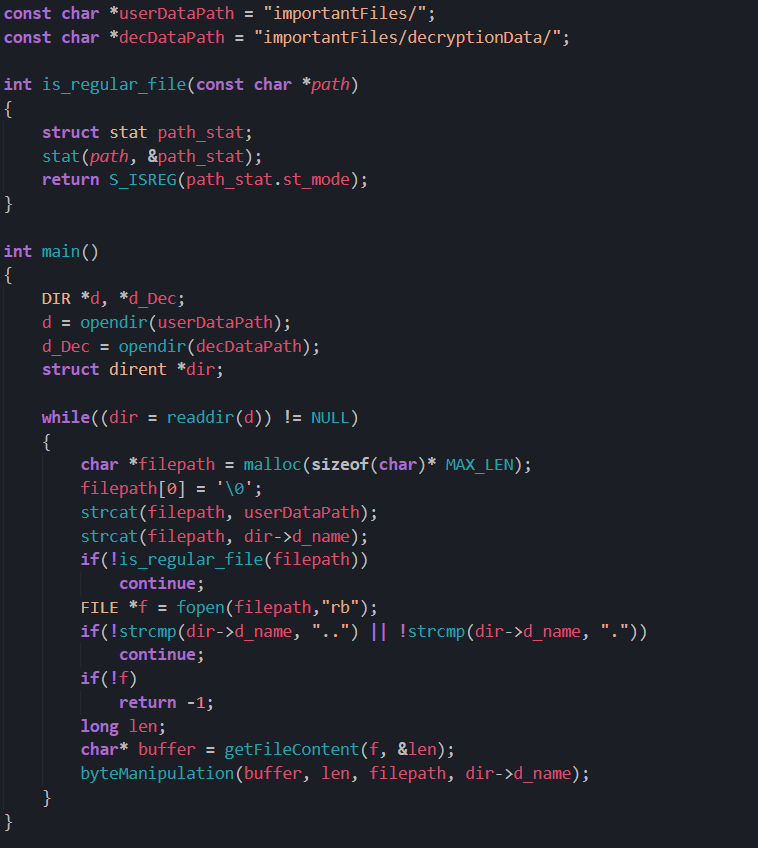 const char *userDataPath = "importantFiles/";
const char *decDataPath = "importantFiles/decryptionData/";

int is_regular_file(const char *path)
{
    struct stat path_stat;
    stat(path, &path_stat);
    return S_ISREG(path_stat.st_mode);
}

int main()
{
    DIR *d, *d_Dec;
    d = opendir(userDataPath);
    d_Dec = opendir(decDataPath);
    struct dirent *dir;

    while((dir = readdir(d)) != NULL)
    {
        char *filepath = malloc(sizeof(char)* MAX_LEN);
        filepath[0] = '\0';
        strcat(filepath, userDataPath);
        strcat(filepath, dir->d_name);
        if(!is_regular_file(filepath))
            continue;
        FILE *f = fopen(filepath,"rb");
        if(!strcmp(dir->d_name, "..") || !strcmp(dir->d_name, "."))
            continue;
        if(!f)
            return -1;
        long len;
        char* buffer = getFileContent(f, &len);
        byteManipulation(buffer, len, filepath, dir->d_name);
    }
}